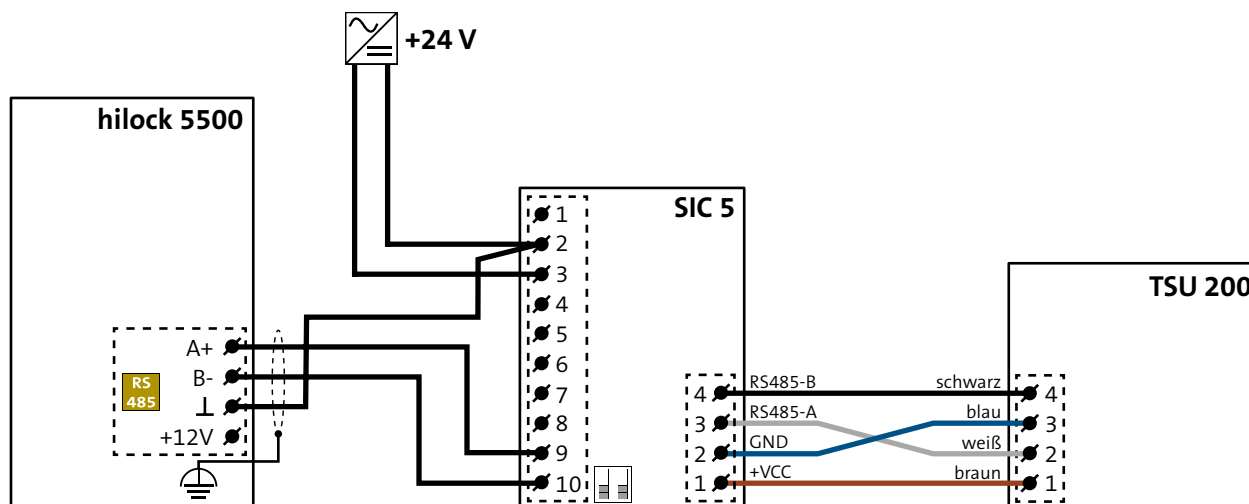 +24 V
hilock 5500
SIC 5
1
2
3
4
5
6
7
8
9
10
TSU 200
A+
B-
⊥
+12V
RS
485
4 RS485-B schwarz 4
3 RS485-A blau 3
2 GND weiß 2
1 +VCC braun 1